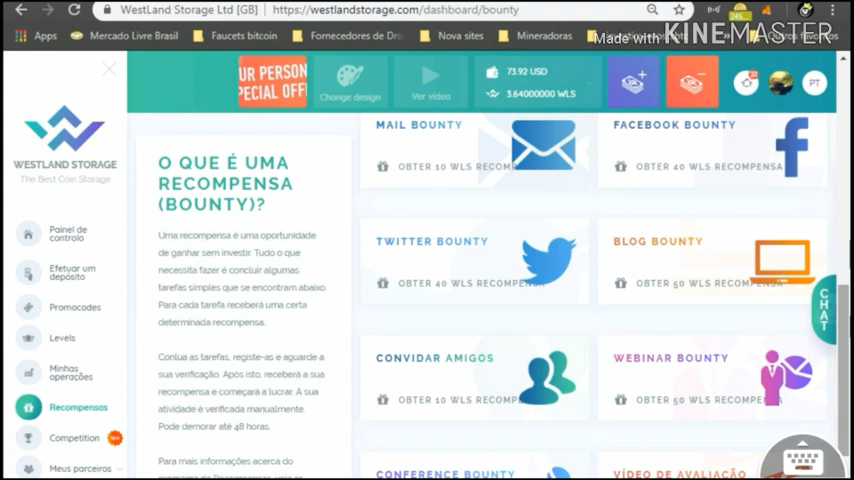 WestLand Storage Ltd [GB]
https://westlandstorage.com/dashboard/bounty
Apps
Mercado Livre Brasil
Faucets bitcoin
Fornecedores de Dro
Nova sites
Mineradoras
Outros favoritos
Made with KINEMASTER
UR PERSON
PECIAL OFF
Change design
Ver vídeo
73.92 USD
3.64000000 WLS
PT
WESTLAND STORAGE
The Best Coin Storage
Painel de
controlo
Efetuar um
depósito
Promocodes
Levels
Minhas
operações
Recompensas
Competition
Meus parceiros
O QUE É UMA
RECOMPENSA
(BOUNTY)?
Uma recompensa é uma oportunidade
de ganhar sem investir. Tudo o que
necessita fazer é concluir algumas
tarefas simples que se encontram abaixo.
Para cada tarefa receberá uma certa
determinada recompensa.
Conlua as tarefas, registe-as e aguarde a
sua verificação. Após isto, receberá a sua
recompensa e começará a lucrar. A sua
atividade é verificada manualmente.
Pode demorar até 48 horas.
Para mais informações acerca do
MAIL BOUNTY
OBTER 10 WLS RECOMP
FACEBOOK BOUNTY
OBTER 40 WLS RECOMPENSA
TWITTER BOUNTY
OBTER 40 WLS RECOMPEN
BLOG BOUNTY
OBTER 50 WLS RECOMPENSA
CONVIDAR AMIGOS
OBTER 10 WLS RECOMPE
WEBINAR BOUNTY
OBTER 50 WLS RECOMPENSA
CONFERENCE BOUNTY
VÍDEO DE AVALIAÇÃO
CHAT